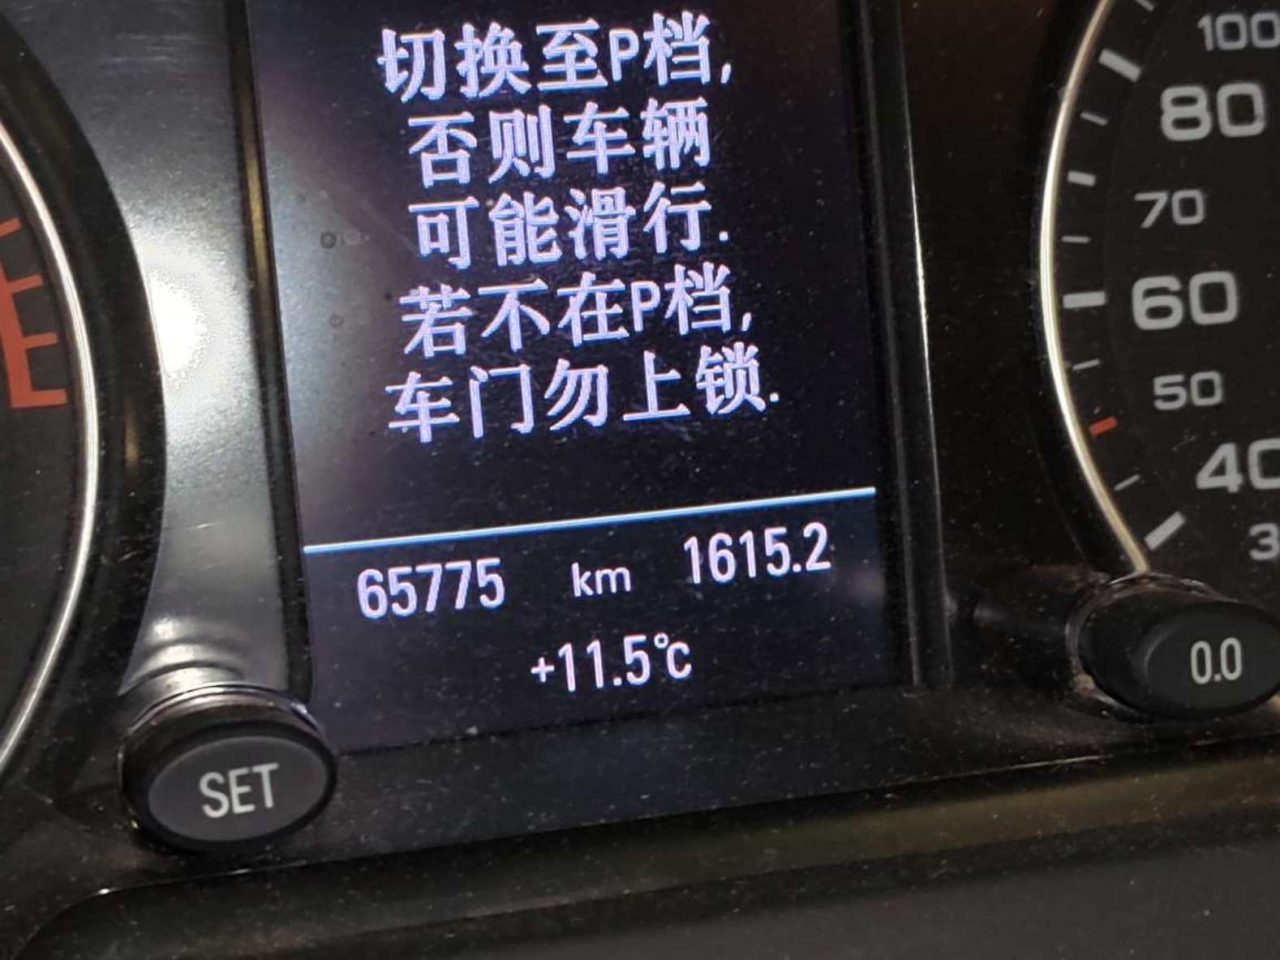 切换至P档,
否则车辆
可能滑行.
若不在P档,
车门勿上锁.
65775 km 1615.2
+11.5℃
SET
0.0
100
80
70
60
50
40